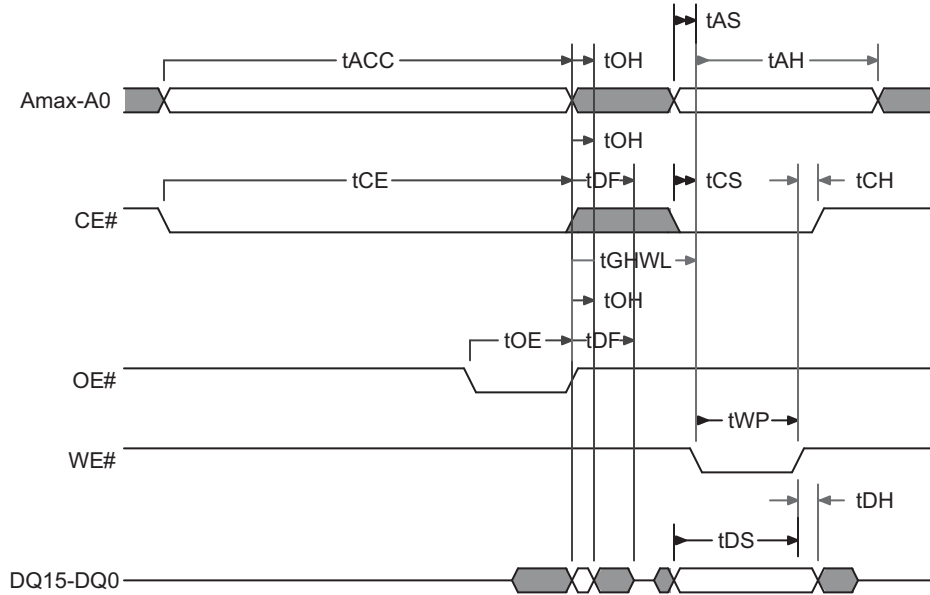 tAS
tACC tOH tAH
Amax-A0
tOH
tCE tDF tCS tCH
CE#
tGHWL
tOH
tOE tDF
OE#
tWP
WE#
tDH
tDS
DQ15-DQ0